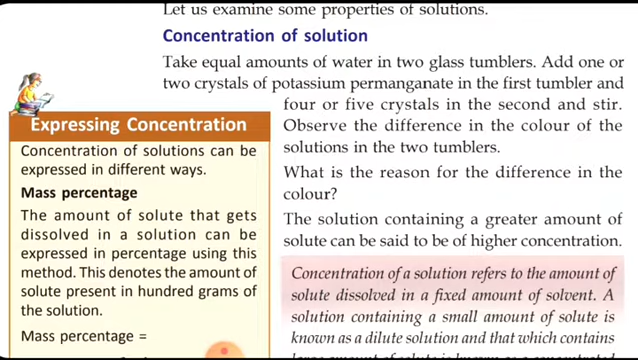 Let us examine some properties of solutions.
Concentration of solution
Take equal amounts of water in two glass tumblers. Add one or
two crystals of potassium permanganate in the first tumbler and
four or five crystals in the second and stir.
Observe the difference in the colour of the
solutions in the two tumblers.
What is the reason for the difference in the
colour?
The solution containing a greater amount of
solute can be said to be of higher concentration.
Concentration of a solution refers to the amount of
solute dissolved in a fixed amount of solvent. A
solution containing a small amount of solute is
known as a dilute solution and that which contains
Expressing Concentration
Concentration of solutions can be
expressed in different ways.
Mass percentage
The amount of solute that gets
dissolved in a solution can be
expressed in percentage using this
method. This denotes the amount of
solute present in hundred grams of
the solution.
Mass percentage =